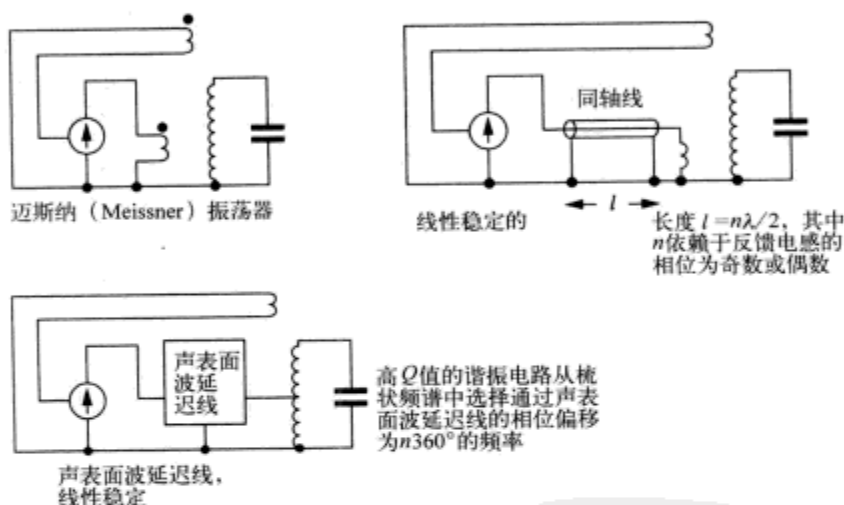 迈斯纳（Meissner）振荡器
同轴线
线性稳定的
l
长度 l=nλ/2，其中
n依赖于反馈电感的
相位为奇数或偶数
声表面
波延
迟线
高Q值的谐振电路从梳
状频谱中选择通过声表
面波延迟线的相位偏移
为n360°的频率
声表面波延迟线，
线性稳定